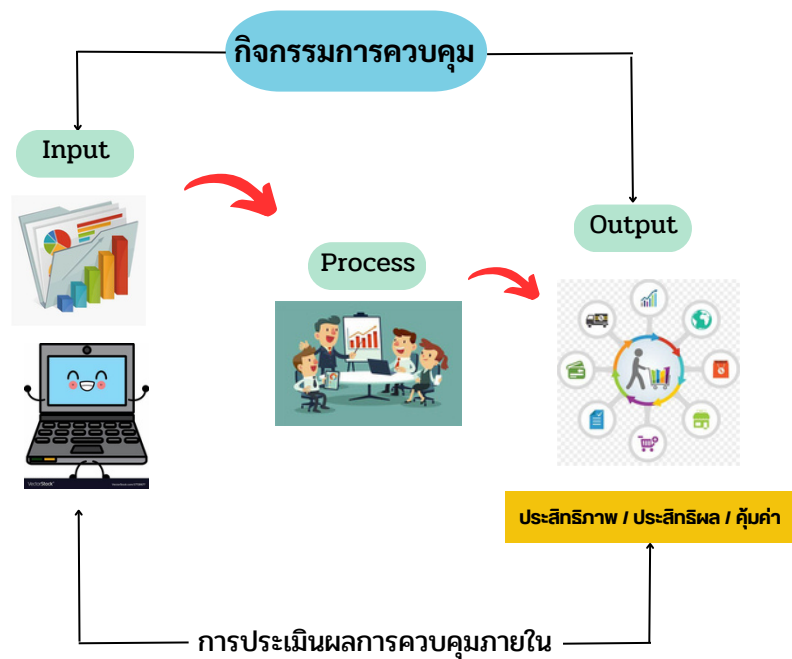 กิจกรรมการควบคุม
Input
Output
Process
VectorStock®
ประสิทธิภาพ / ประสิทธิผล / คุ้มค่า
การประเมินผลการควบคุมภายใน